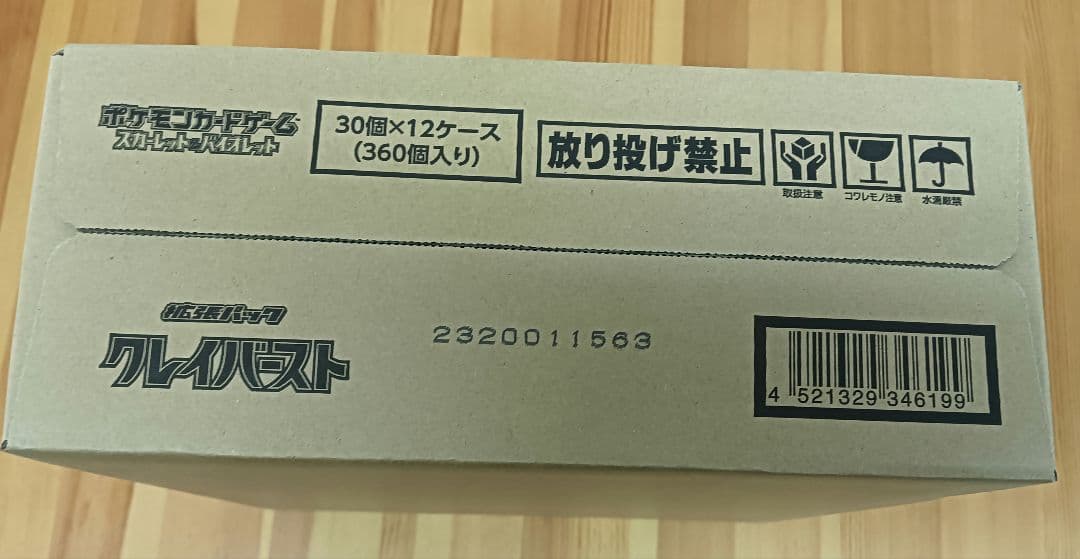 ポケモンカードゲーム
スカーレット&バイオレット
30個×12ケース
(360個入り)
放り投げ禁止
取扱注意
コワレモノ注意
水濡厳禁
拡張パック
クレイバースト
2320011563
4 521329 346199